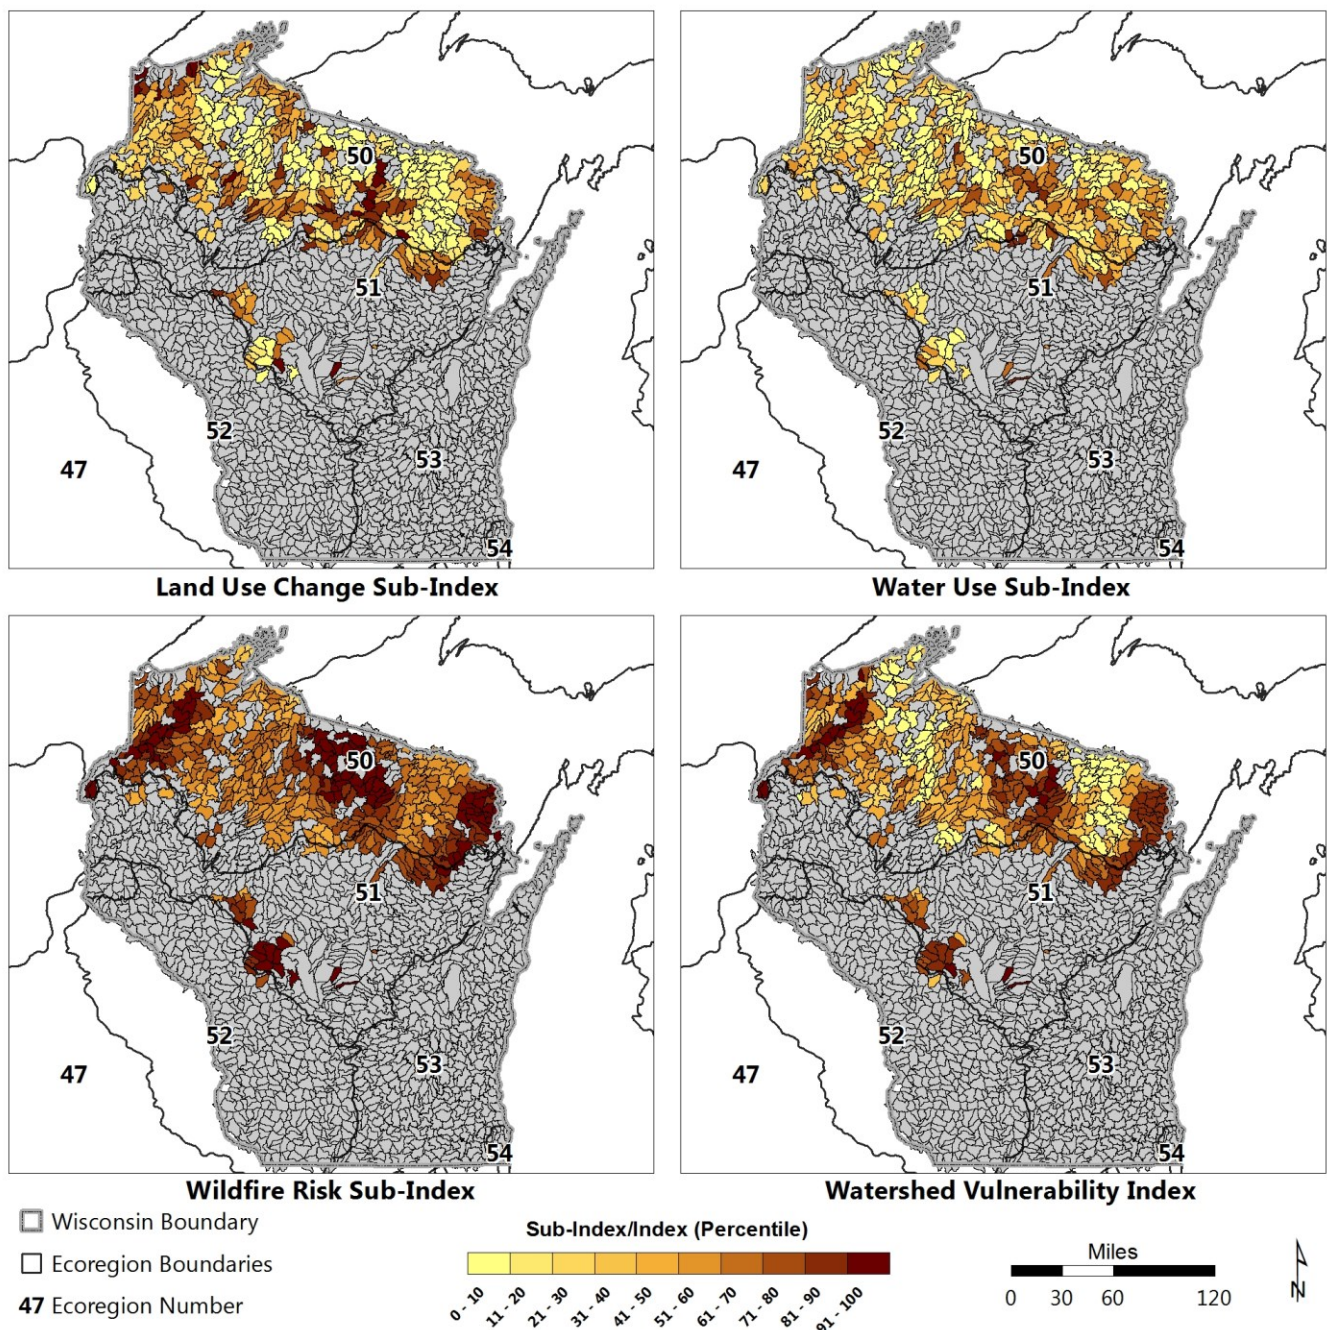 50
50
51
51
52
52
53
53
47
47
54
54
Land Use Change Sub-Index
Water Use Sub-Index
50
50
51
51
52
52
53
53
47
47
54
54
Wildfire Risk Sub-Index
Watershed Vulnerability Index
Wisconsin Boundary
Ecoregion Boundaries
47 Ecoregion Number
Sub-Index/Index (Percentile)
0 - 10
11 - 20
21 - 30
31 - 40
41 - 50
51 - 60
61 - 70
71 - 80
81 - 90
91 - 100
Miles
0 30 60 120
N